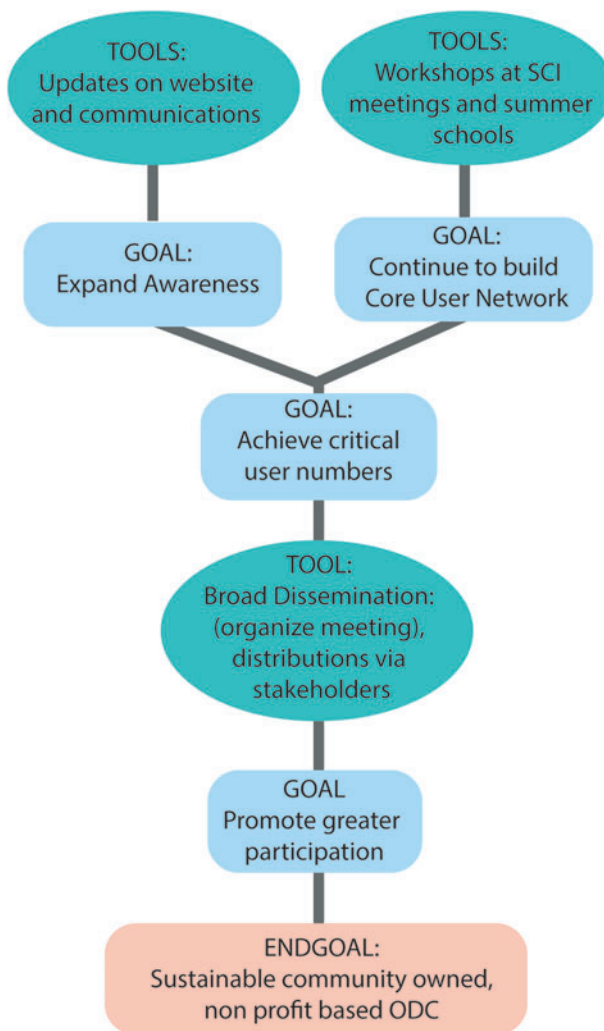 TOOLS:
Updates on website
and communications
TOOLS:
Workshops at SCI
meetings and summer
schools
GOAL:
Expand Awareness
GOAL:
Continue to build
Core User Network
GOAL:
Achieve critical
user numbers
TOOL:
Broad Dissemination:
(organize meeting),
distributions via
stakeholders
GOAL
Promote greater
participation
ENDGOAL:
Sustainable community owned,
non profit based ODC